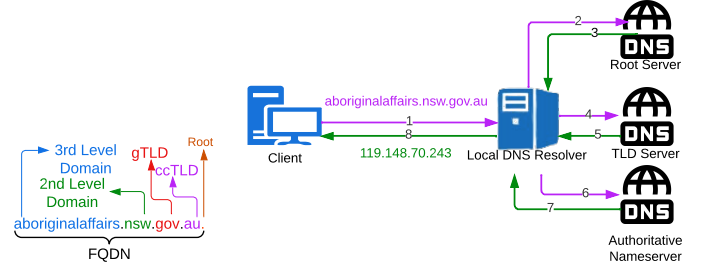 2
3
DNS
Root Server
aboriginalaffairs.nsw.gov.au
1
8
119.148.70.243
Client
Local DNS Resolver
4
5
DNS
TLD Server
6
7
DNS
Authoritative
Nameserver
Root
gTLD
ccTLD
3rd Level
Domain
2nd Level
Domain
aboriginalaffairs.nsw.gov.au.
FQDN